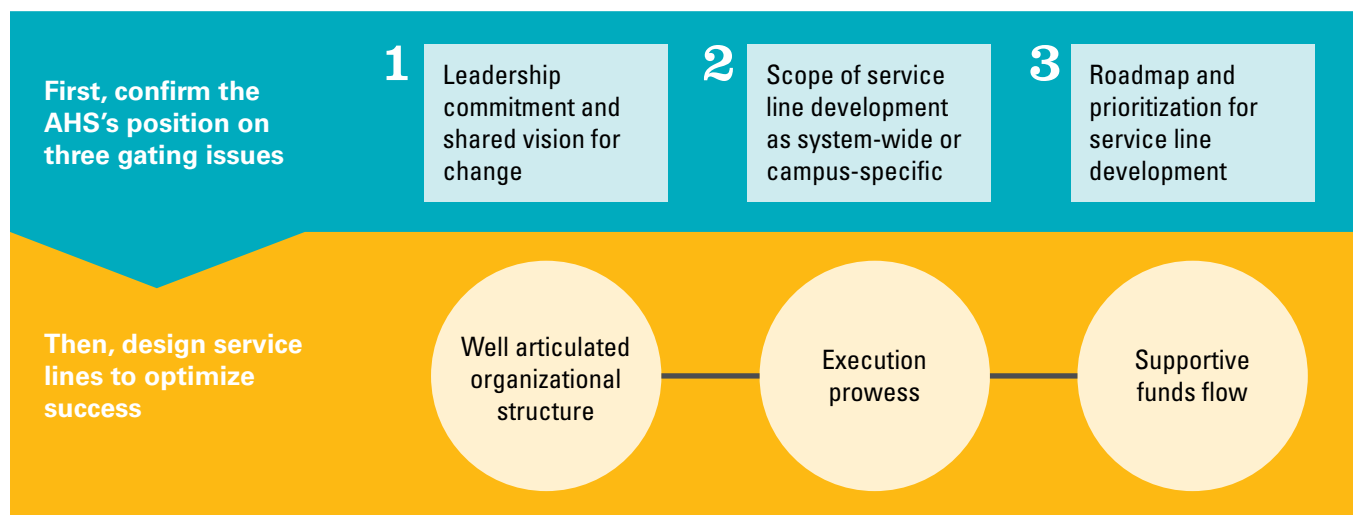 First, confirm the
AHS's position on
three gating issues
1
Leadership
commitment and
shared vision for
change
2
Scope of service
line development
as system-wide or
campus-specific
3
Roadmap and
prioritization for
service line
development
Then, design service
lines to optimize
success
Well articulated
organizational
structure
Execution
prowess
Supportive
funds flow